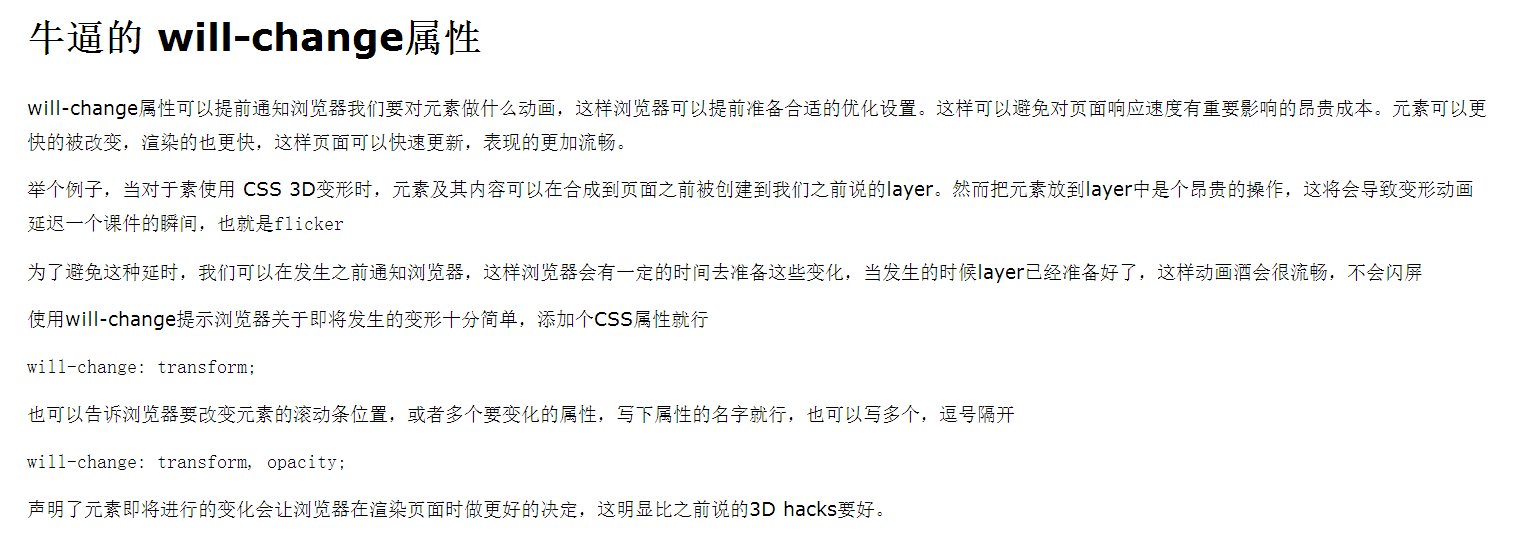 牛逼的 will-change属性
will-change属性可以提前通知浏览器我们要对元素做什么动画，这样浏览器可以提前准备合适的优化设置。这样可以避免对页面响应速度有重要影响的昂贵成本。元素可以更
快的被改变，渲染的也更快，这样页面可以快速更新，表现的更加流畅。
举个例子，当对于素使用 CSS 3D变形时，元素及其内容可以在合成到页面之前被创建到我们之前说的layer。然而把元素放到layer中是个昂贵的操作，这将会导致变形动画
延迟一个课件的瞬间，也就是flicker
为了避免这种延时，我们可以在发生之前通知浏览器，这样浏览器会有一定的时间去准备这些变化，当发生的时候layer已经准备好了，这样动画酒会很流畅，不会闪屏
使用will-change提示浏览器关于即将发生的变形十分简单，添加个CSS属性就行
will-change: transform;
也可以告诉浏览器要改变元素的滚动条位置，或者多个要变化的属性，写下属性的名字就行，也可以写多个，逗号隔开
will-change: transform, opacity;
声明了元素即将进行的变化会让浏览器在渲染页面时做更好的决定，这明显比之前说的3D hacks要好。